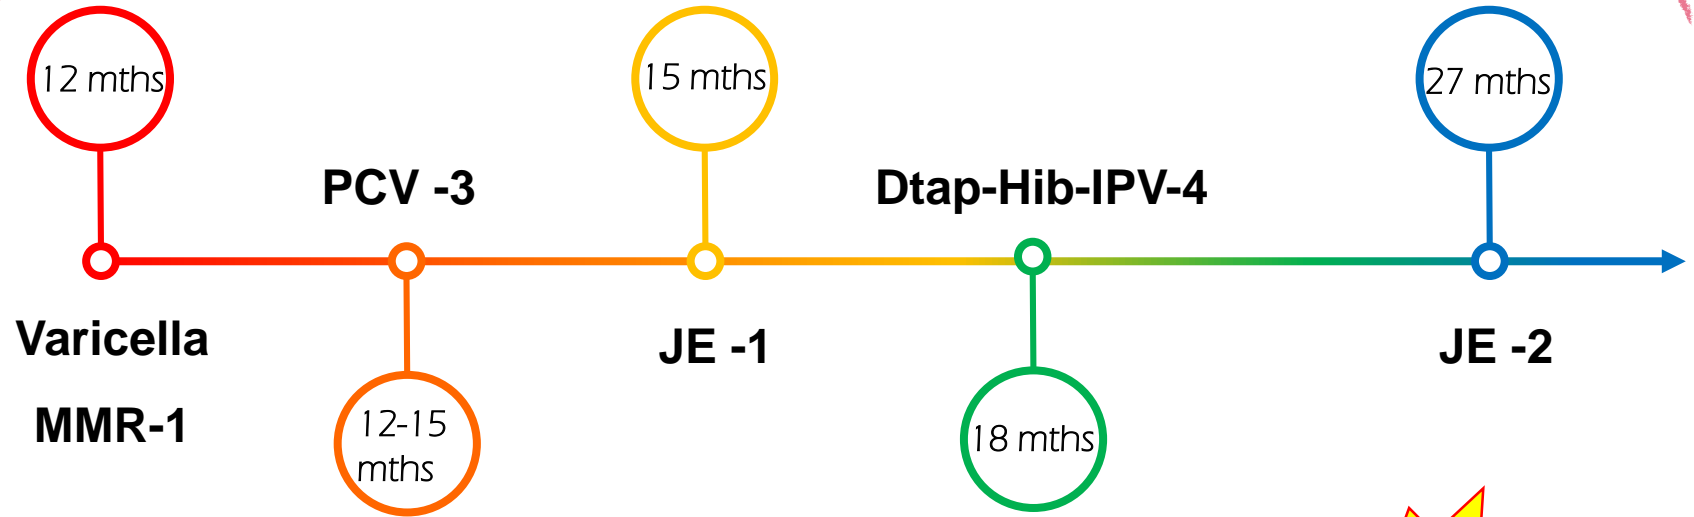 12 mths
15 mths
27 mths
PCV -3
Dtap-Hib-IPV-4
Varicella
MMR-1
JE -1
JE -2
12-15
mths
18 mths